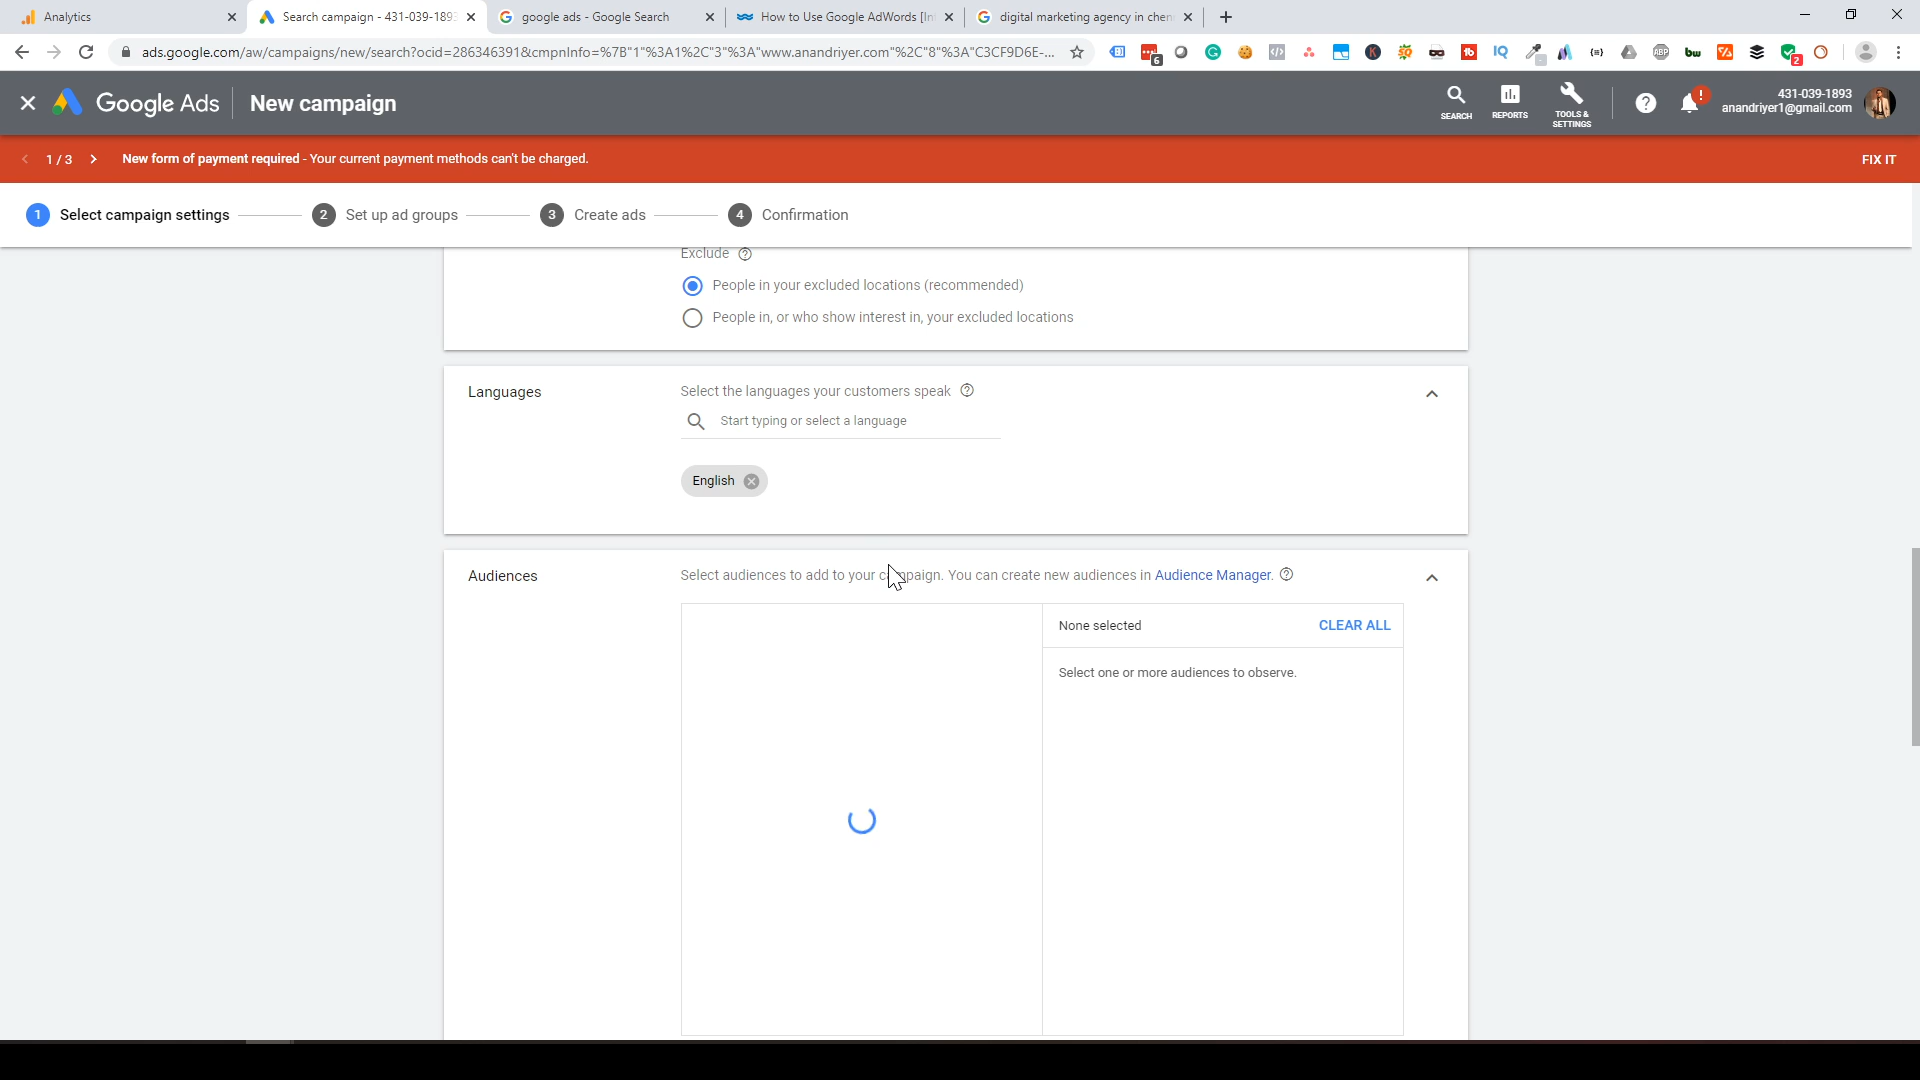 Analytics
Search campaign - 431-039-189
google ads - Google Search
How to Use Google AdWords [In
digital marketing agency in chen
ads.google.com/aw/campaigns/new/search?ocid=286346391&cmpnInfo=%7B"1"%3A1%2C"3"%3A"www.anandriyer.com"%2C"8"%3A"C3CF9D6E-...
Google Ads
New campaign
SEARCH
REPORTS
TOOLS & SETTINGS
431-039-1893
anandriyer1@gmail.com
1 / 3
New form of payment required - Your current payment methods can't be charged.
FIX IT
1 Select campaign settings
2 Set up ad groups
3 Create ads
4 Confirmation
Exclude
People in your excluded locations (recommended)
People in, or who show interest in, your excluded locations
Languages
Select the languages your customers speak
Start typing or select a language
English
Audiences
Select audiences to add to your campaign. You can create new audiences in Audience Manager.
None selected
CLEAR ALL
Select one or more audiences to observe.